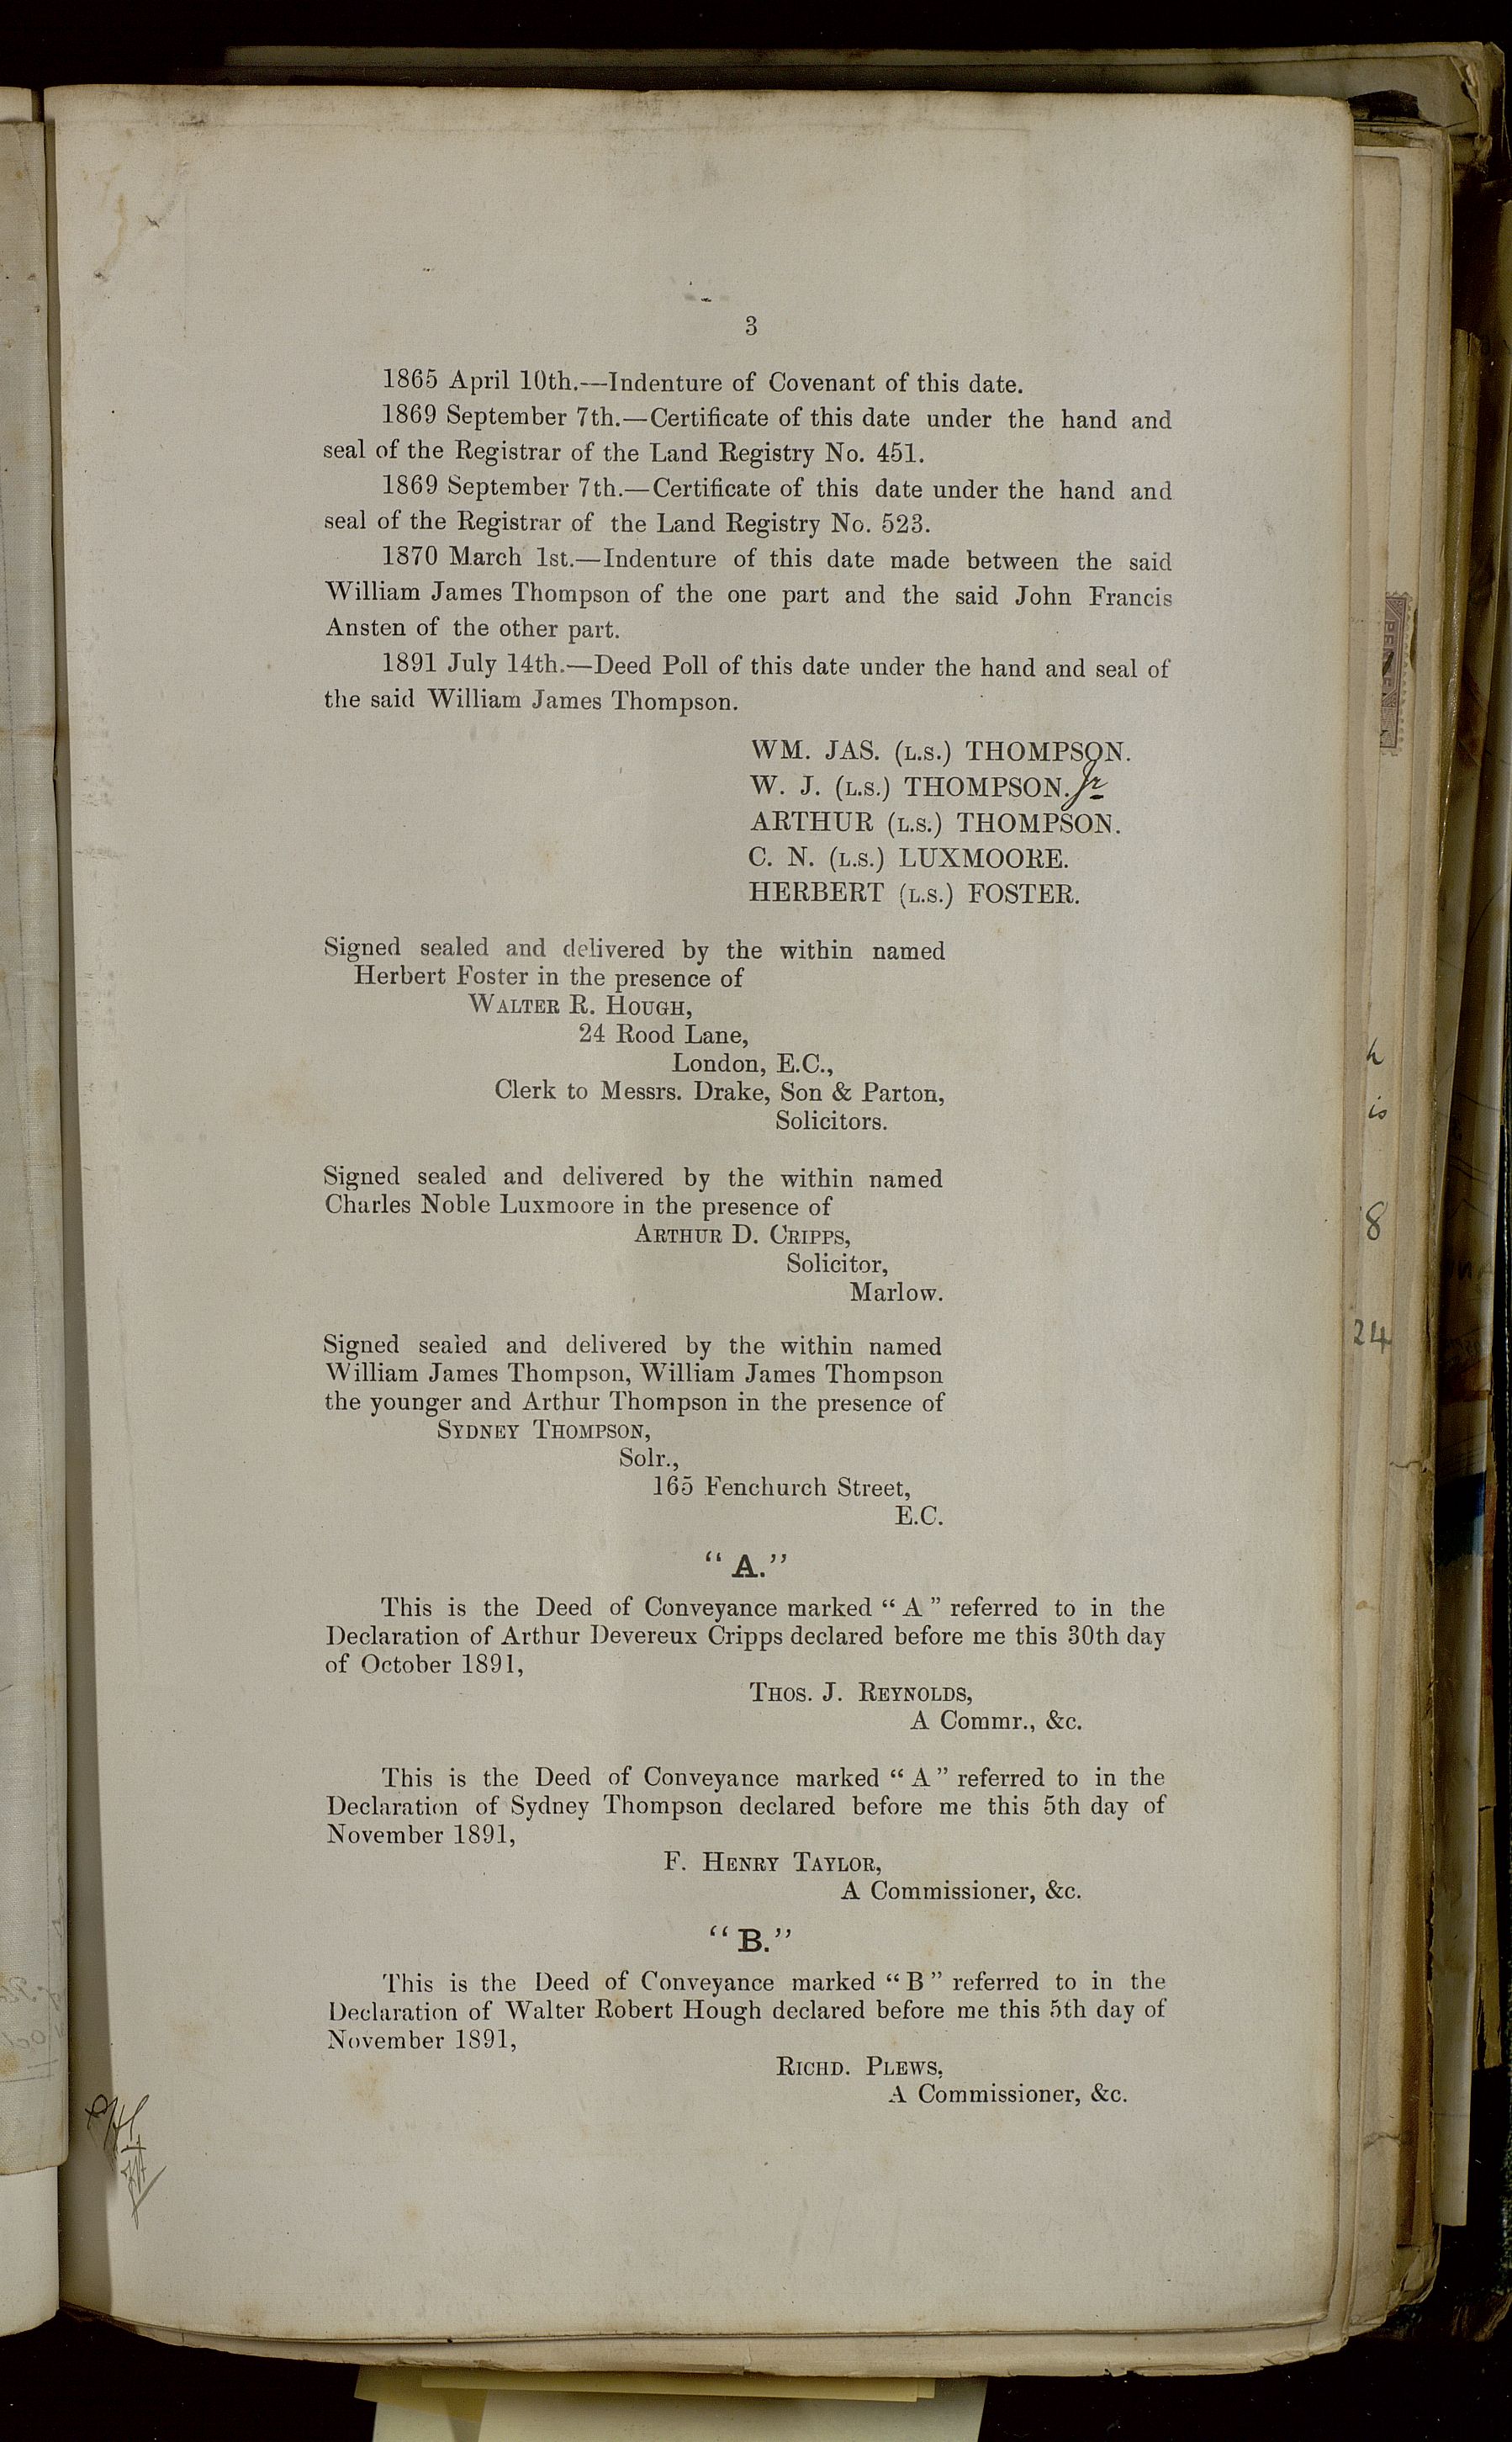 3
1865 April 10th.—Indenture of Covenant of this date.
1869 September 7th.—Certificate of this date under the hand and
seal of the Registrar of the Land Registry No. 451.
1869 September 7th.—Certificate of this date under the hand and
seal of the Registrar of the Land Registry No. 523.
1870 March 1st.—Indenture of this date made between the said
William James Thompson of the one part and the said John Francis
Ansten of the other part.
1891 July 14th.—Deed Poll of this date under the hand and seal of
the said William James Thompson.
WM. JAS. (L.S.) THOMPSON.
W. J. (L.S.) THOMPSON. Jr
ARTHUR (L.S.) THOMPSON.
C. N. (L.S.) LUXMOORE.
HERBERT (L.S.) FOSTER.
Signed sealed and delivered by the within named
Herbert Foster in the presence of
WALTER R. HOUGH,
24 Rood Lane,
London, E.C.,
Clerk to Messrs. Drake, Son & Parton,
Solicitors.
Signed sealed and delivered by the within named
Charles Noble Luxmoore in the presence of
ARTHUR D. CRIPPS,
Solicitor,
Marlow.
Signed sealed and delivered by the within named
William James Thompson, William James Thompson
the younger and Arthur Thompson in the presence of
SYDNEY THOMPSON,
Solr.,
165 Fenchurch Street,
E.C.
"A."
This is the Deed of Conveyance marked "A" referred to in the
Declaration of Arthur Devereux Cripps declared before me this 30th day
of October 1891,
THOS. J. REYNOLDS,
A Commr., &c.
This is the Deed of Conveyance marked "A" referred to in the
Declaration of Sydney Thompson declared before me this 5th day of
November 1891,
F. HENRY TAYLOR,
A Commissioner, &c.
"B."
This is the Deed of Conveyance marked "B" referred to in the
Declaration of Walter Robert Hough declared before me this 5th day of
November 1891,
RICHD. PLEWS,
A Commissioner, &c.
h
is
8
24